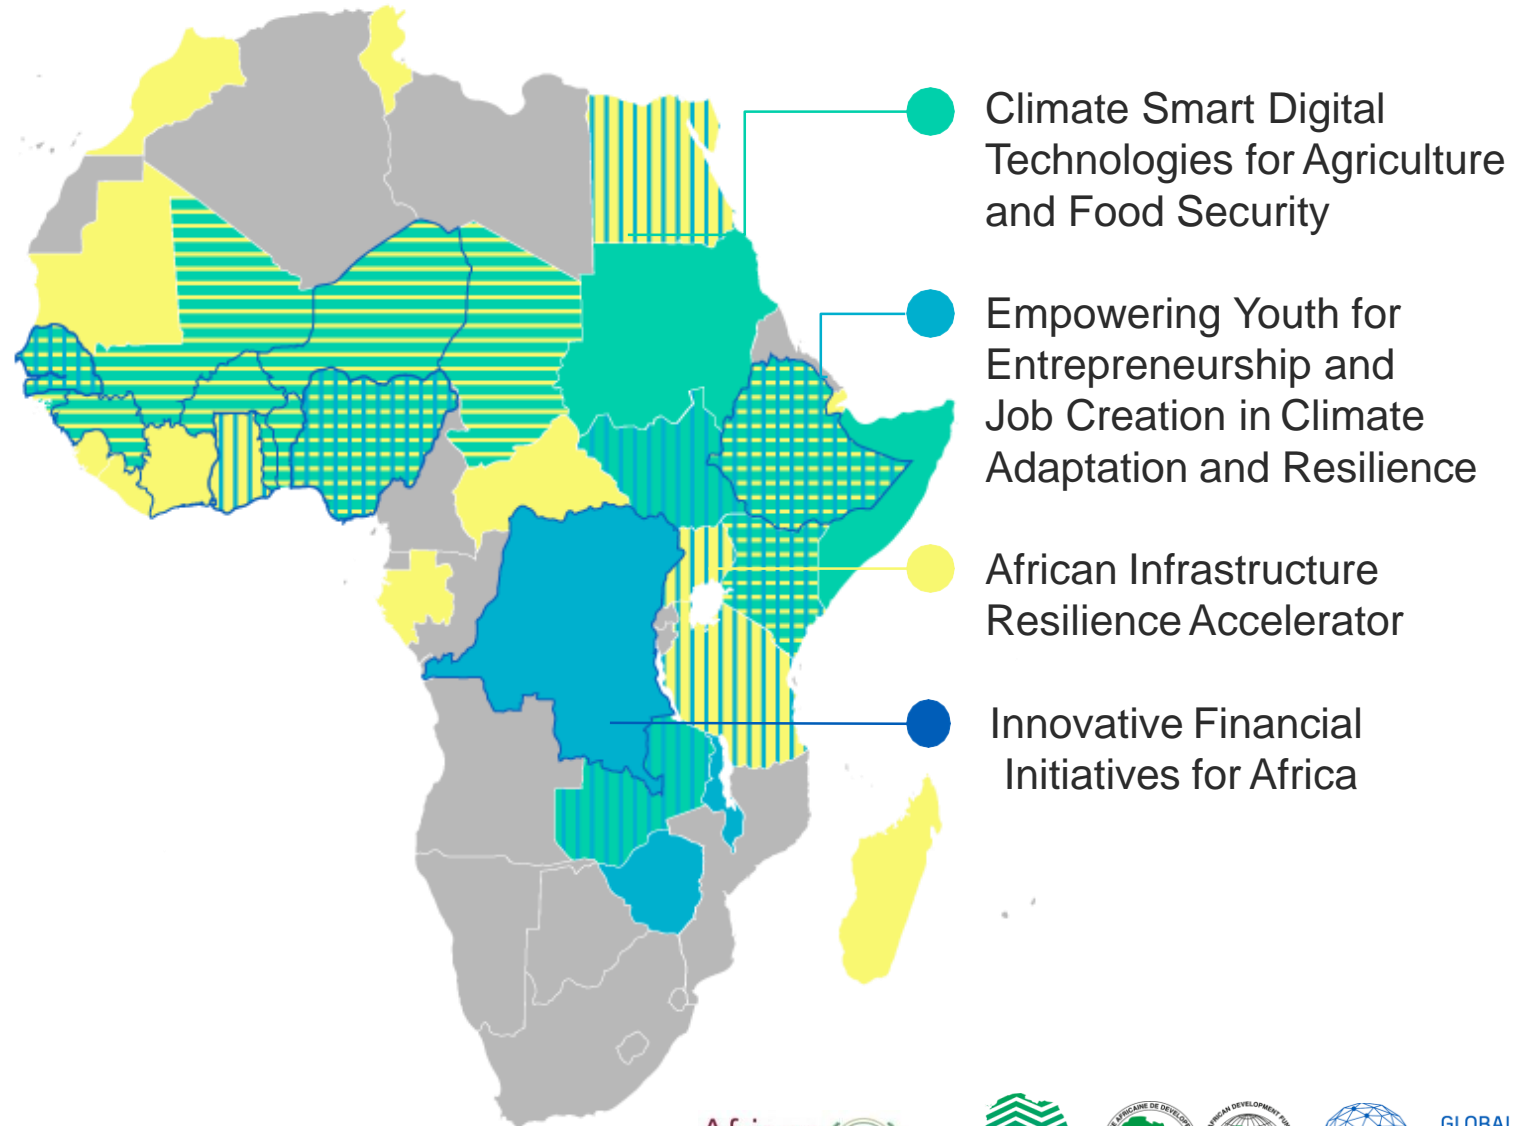 Climate Smart Digital
Technologies for Agriculture
and Food Security
Empowering Youth for
Entrepreneurship and
Job Creation in Climate
Adaptation and Resilience
African Infrastructure
Resilience Accelerator
Innovative Financial
Initiatives for Africa
GLOBAL